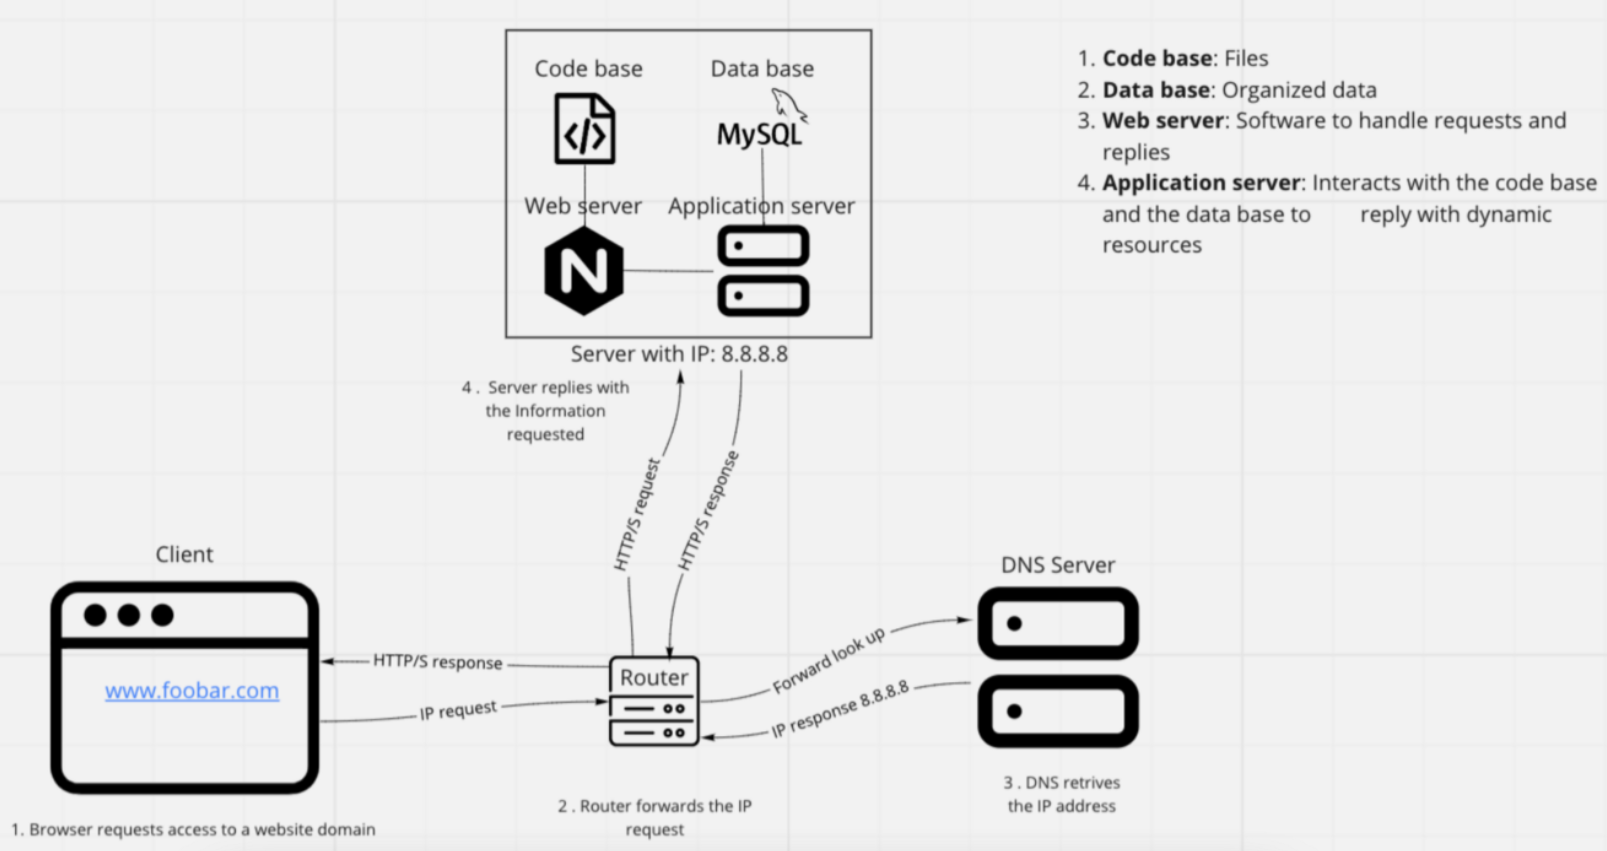 Code base
Data base
MySQL
Web server
Application server
N
Server with IP: 8.8.8.8
1. Code base: Files
2. Data base: Organized data
3. Web server: Software to handle requests and
replies
4. Application server: Interacts with the code base
and the data base to reply with dynamic
resources
4 . Server replies with
the Information
requested
HTTP/S request
HTTP/S response
Client
www.foobar.com
HTTP/S response
IP request
Router
Forward look up
IP response 8.8.8.8
DNS Server
1. Browser requests access to a website domain
2 . Router forwards the IP
request
3 . DNS retrives
the IP address